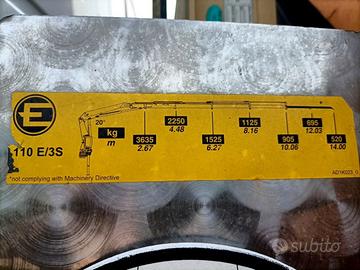 E
110 E/3S
20°
kg
m
3635
2.67
2250
4.48
1525
6.27
1125
8.16
905
10.06
695
12.03
520
14.00
*not complying with Machinery Directive
AD1K023_0
subito